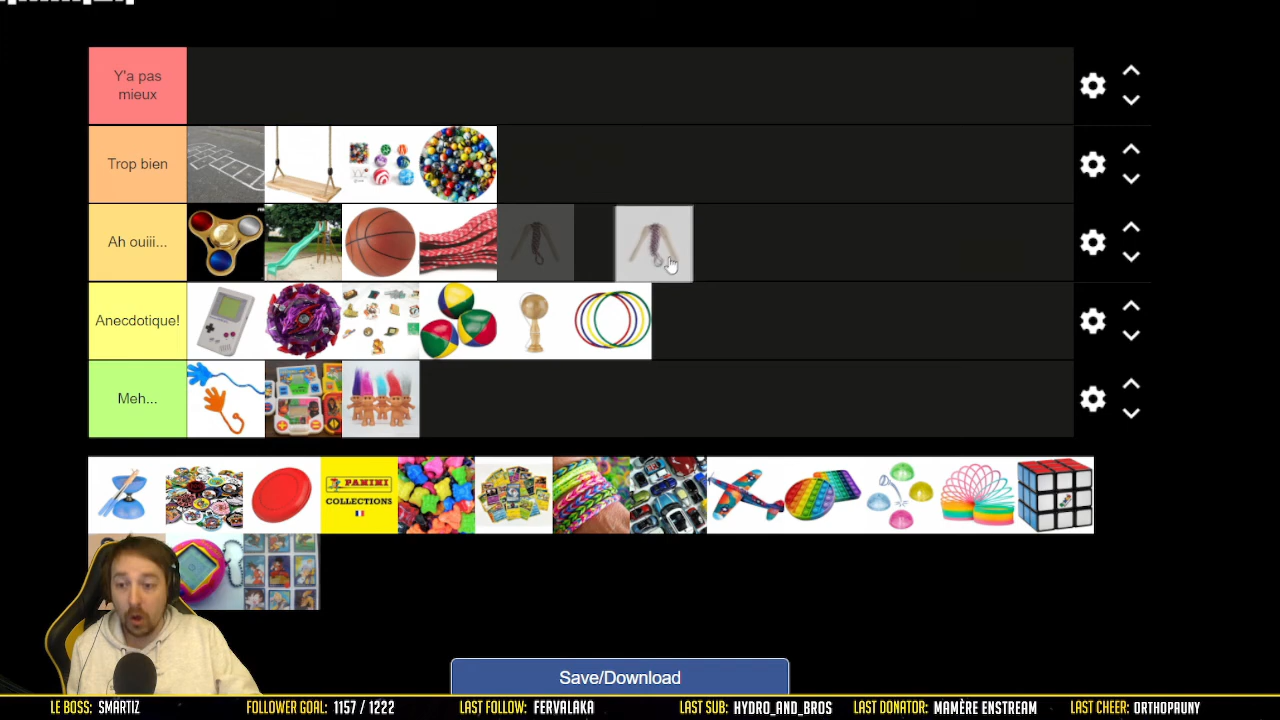 Y'a pas
mieux
Trop bien
Ah ouiii...
Anecdotique!
Meh...
PANINI
COLLECTIONS
Save/Download
LE BOSS: SMARTIZ
FOLLOWER GOAL: 1157 / 1222
LAST FOLLOW: FERVALAKA
LAST SUB: HYDRO_AND_BROS
LAST DONATOR: MAMÈRE ENSTREAM
LAST CHEER: ORTHOPAUNY